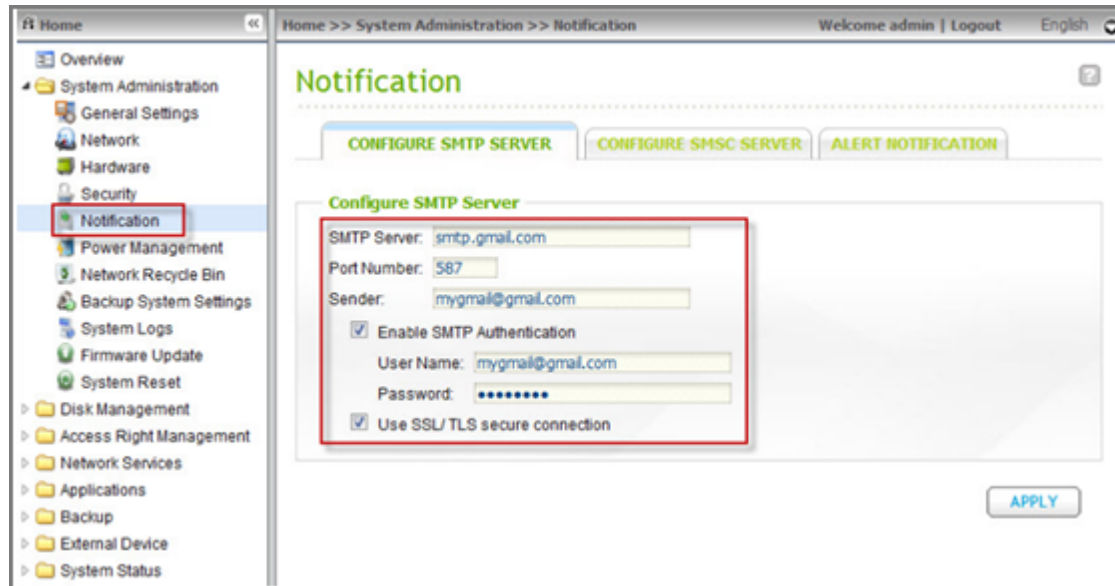 Home
Home >> System Administration >> Notification
Welcome admin | Logout
English
Overview
System Administration
General Settings
Network
Hardware
Security
Notification
Power Management
Network Recycle Bin
Backup System Settings
System Logs
Firmware Update
System Reset
Disk Management
Access Right Management
Network Services
Applications
Backup
External Device
System Status
Notification
CONFIGURE SMTP SERVER
CONFIGURE SMSC SERVER
ALERT NOTIFICATION
Configure SMTP Server
SMTP Server: smtp.gmail.com
Port Number: 587
Sender: mygmail@gmail.com
Enable SMTP Authentication
User Name: mygmail@gmail.com
Password: ••••••••
Use SSL/ TLS secure connection
APPLY